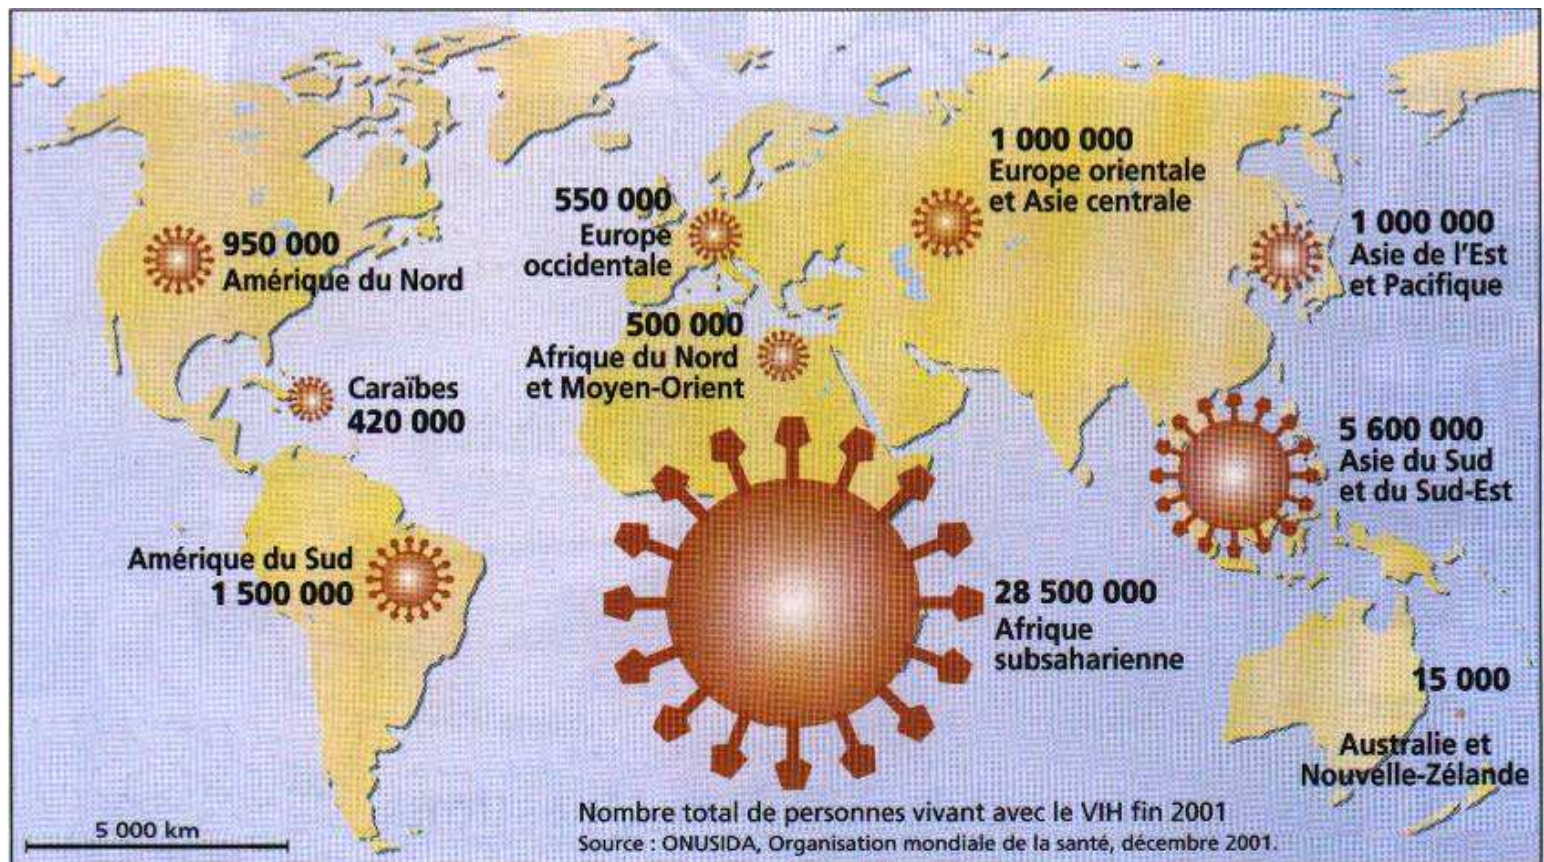 1 000 000
Europe orientale
et Asie centrale
550 000
Europe
occidentale
950 000
Amérique du Nord
1 000 000
Asie de l'Est
et Pacifique
500 000
Afrique du Nord
et Moyen-Orient
Caraïbes
420 000
5 600 000
Asie du Sud
et du Sud-Est
Amérique du Sud
1 500 000
28 500 000
Afrique
subsaharienne
15 000
Australie et
Nouvelle-Zélande
Nombre total de personnes vivant avec le VIH fin 2001
Source : ONUSIDA, Organisation mondiale de la santé, décembre 2001.
5 000 km